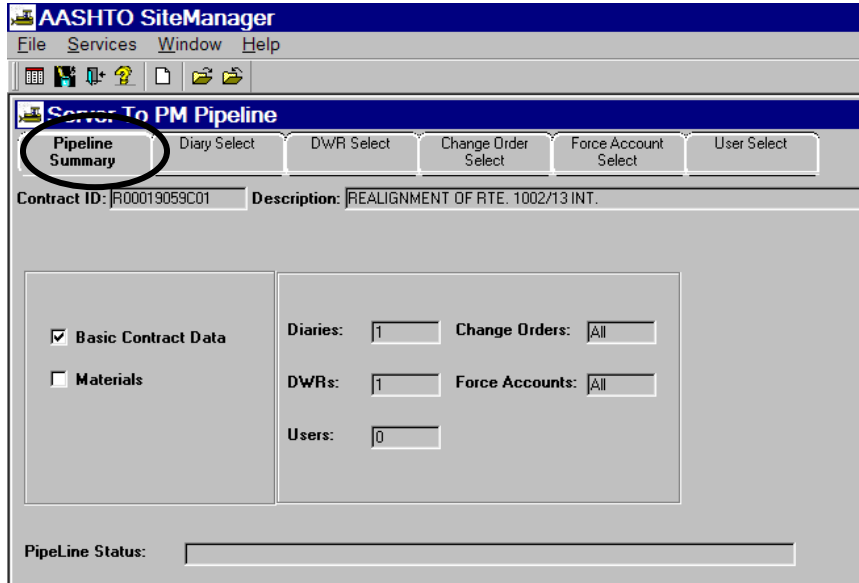 AASHTO SiteManager
File Services Window Help
Server To PM Pipeline
Pipeline Summary Diary Select DWR Select Change Order Select Force Account Select User Select
Contract ID: R00019059C01 Description: REALIGNMENT OF RTE. 1002/13 INT.
Basic Contract Data Diaries: 1 Change Orders: All
Materials DWRs: 1 Force Accounts: All
Users: 0
PipeLine Status: